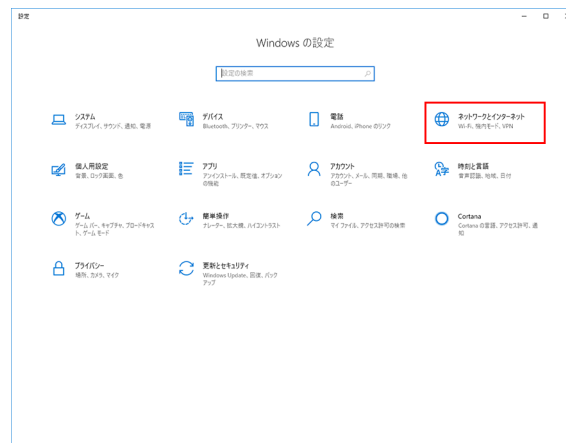 設定
Windows の設定
設定の検索
システム
ディスプレイ、サウンド、通知、電源
デバイス
Bluetooth、プリンター、マウス
電話
Android、iPhone のリンク
ネットワークとインターネット
Wi-Fi、機内モード、VPN
個人用設定
背景、ロック画面、色
アプリ
アンインストール、既定値、オプション
の機能
アカウント
アカウント、メール、同期、職場、他
のユーザー
時刻と言語
音声認識、地域、日付
ゲーム
ゲーム バー、キャプチャ、ブロードキャス
ト、ゲーム モード
簡単操作
ナレーター、拡大鏡、ハイコントラスト
検索
マイ ファイル、アクセス許可の検索
Cortana
Cortana の言語、アクセス許可、通
知
プライバシー
場所、カメラ、マイク
更新とセキュリティ
Windows Update、回復、バック
アップ